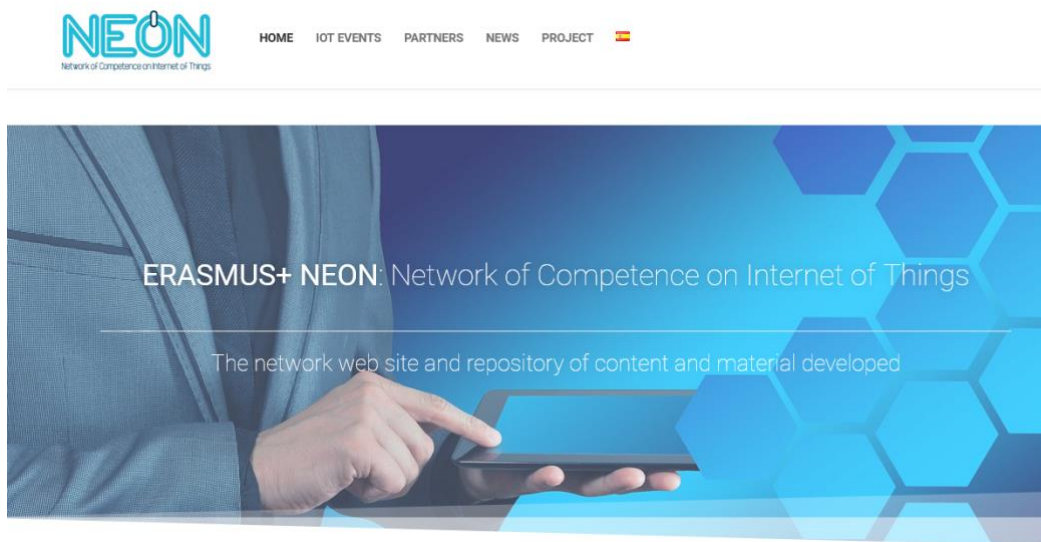 NEON
Network of Competence on Internet of Things
HOME IOT EVENTS PARTNERS NEWS PROJECT
ERASMUS+ NEON: Network of Competence on Internet of Things
The network web site and repository of content and material developed